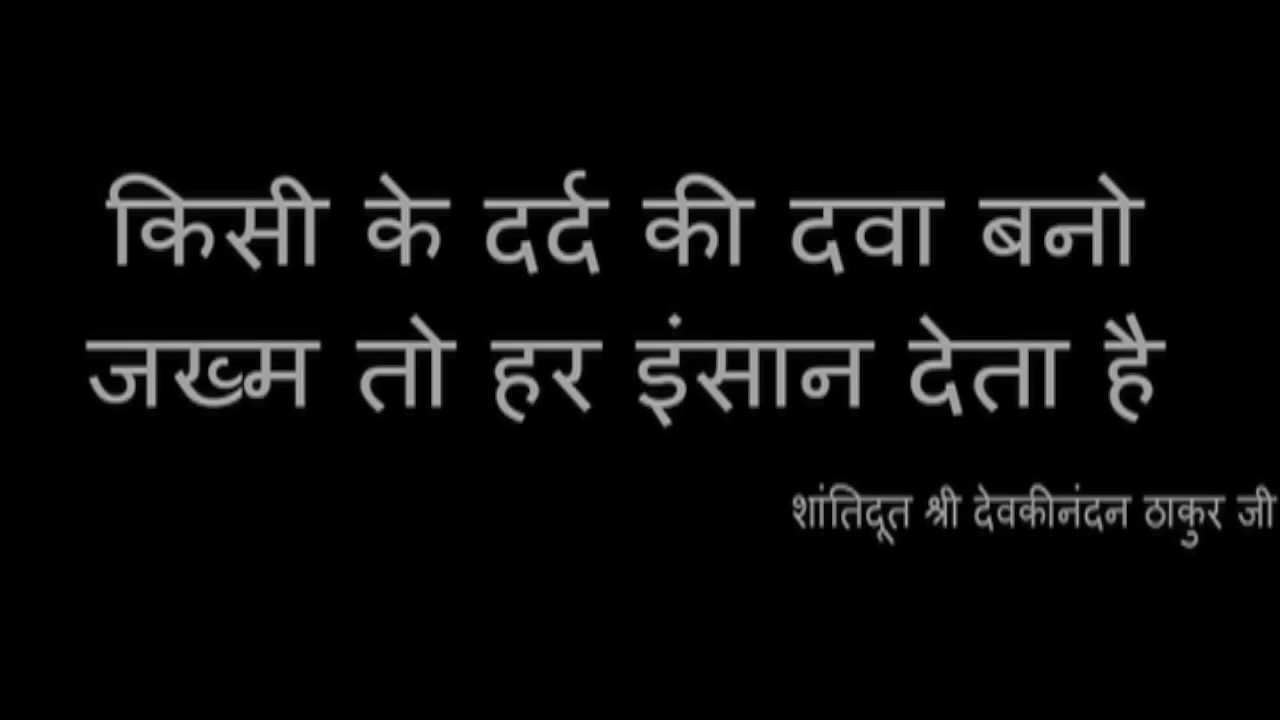 किसी के दर्द की दवा बनो
जख्म तो हर इंसान देता है
शांतिदूत श्री देवकीनंदन ठाकुर जी